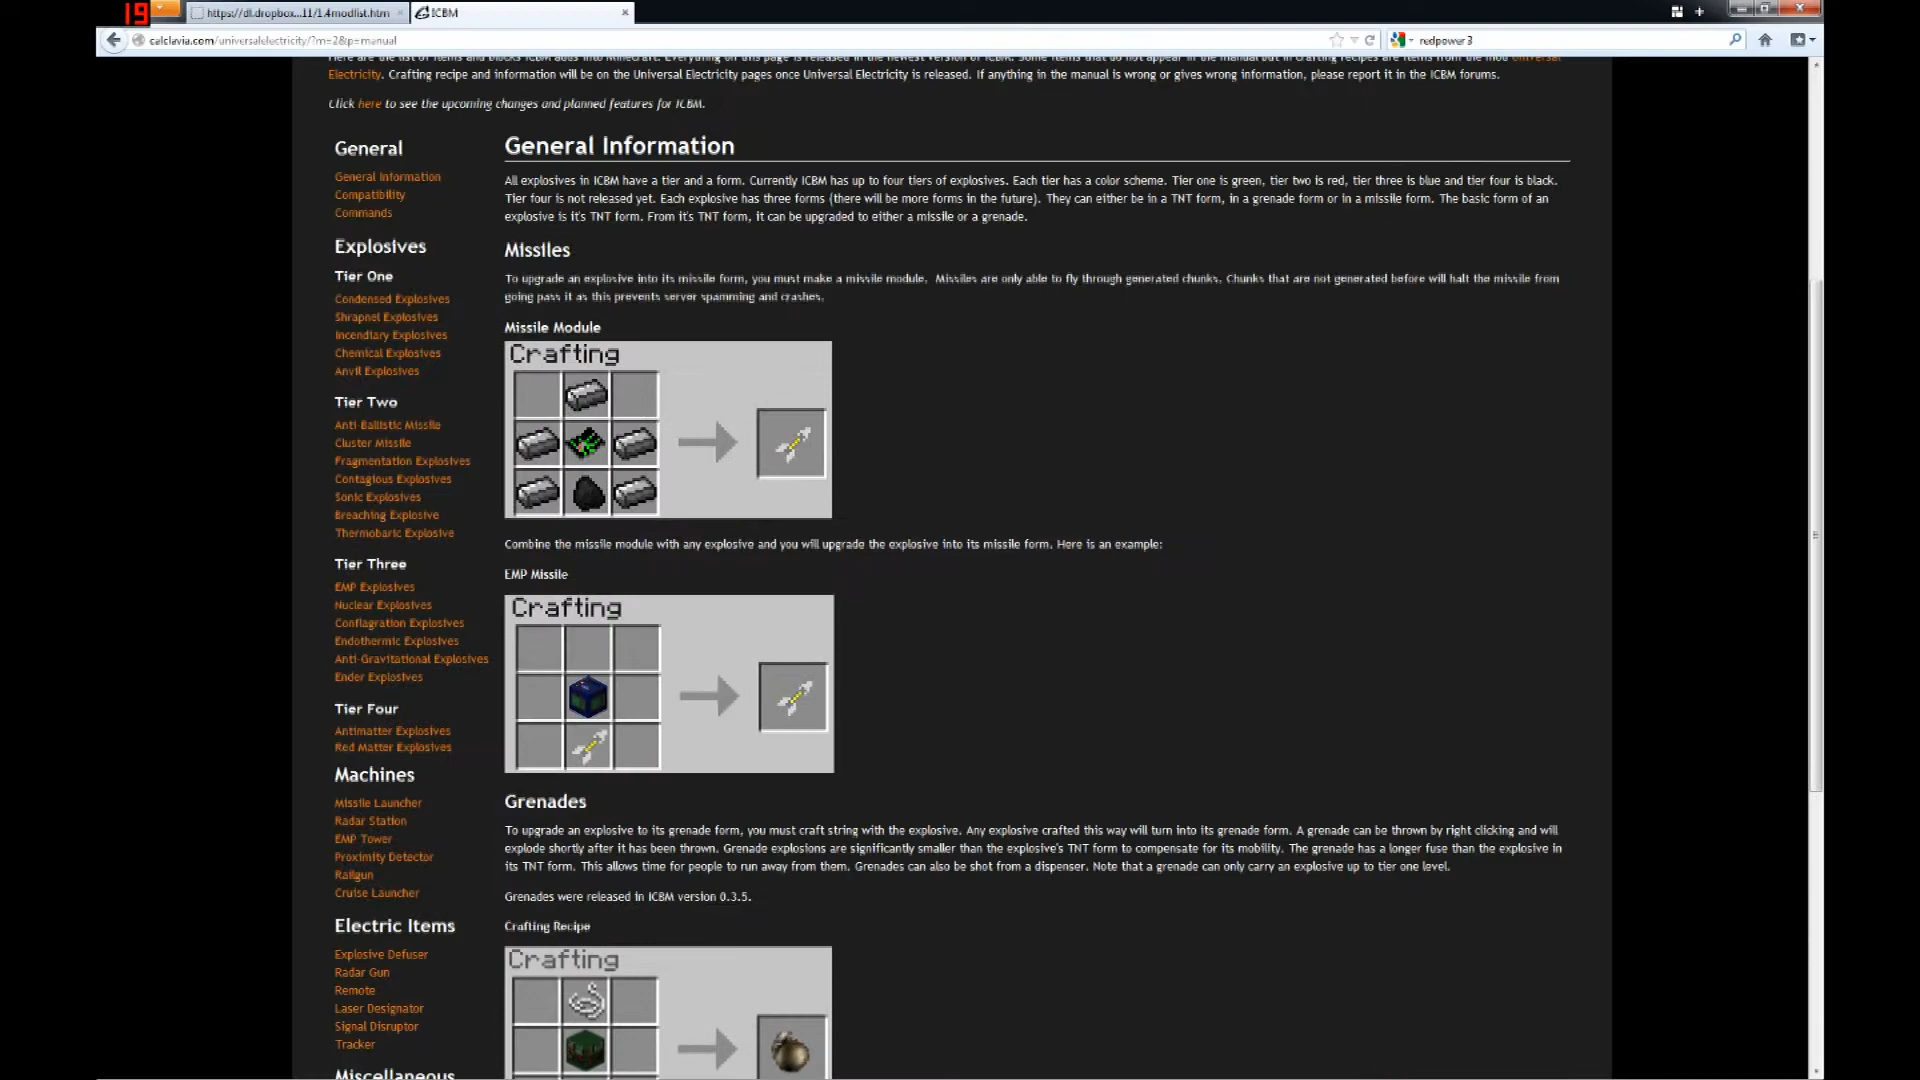 19
https://dl.dropbox...11/1.4modlist.htm
ICBM
calclavia.com/universalelectricity/?m=2&p=manual
redpower3
Here are the list of items and blocks ICBM adds into Minecraft. Everything on this page is released in the newest version of ICBM. Some items that do not appear in the manual but in crafting recipes are items from the mod Universal
Electricity. Crafting recipe and information will be on the Universal Electricity pages once Universal Electricity is released. If anything in the manual is wrong or gives wrong information, please report it in the ICBM forums.
Click here to see the upcoming changes and planned features for ICBM.
General
General Information
Compatibility
Commands
Explosives
Tier One
Condensed Explosives
Shrapnel Explosives
Incendiary Explosives
Chemical Explosives
Anvil Explosives
Tier Two
Anti-Ballistic Missile
Cluster Missile
Fragmentation Explosives
Contagious Explosives
Sonic Explosives
Breaching Explosive
Thermobaric Explosive
Tier Three
EMP Explosives
Nuclear Explosives
Conflagration Explosives
Endothermic Explosives
Anti-Gravitational Explosives
Ender Explosives
Tier Four
Antimatter Explosives
Red Matter Explosives
Machines
Missile Launcher
Radar Station
EMP Tower
Proximity Detector
Railgun
Cruise Launcher
Electric Items
Explosive Defuser
Radar Gun
Remote
Laser Designator
Signal Disruptor
Tracker
Miscellaneous
General Information
All explosives in ICBM have a tier and a form. Currently ICBM has up to four tiers of explosives. Each tier has a color scheme. Tier one is green, tier two is red, tier three is blue and tier four is black.
Tier four is not released yet. Each explosive has three forms (there will be more forms in the future). They can either be in a TNT form, in a grenade form or in a missile form. The basic form of an
explosive is it's TNT form. From it's TNT form, it can be upgraded to either a missile or a grenade.
Missiles
To upgrade an explosive into its missile form, you must make a missile module. Missiles are only able to fly through generated chunks. Chunks that are not generated before will halt the missile from
going pass it as this prevents server spamming and crashes.
Missile Module
Crafting
Combine the missile module with any explosive and you will upgrade the explosive into its missile form. Here is an example:
EMP Missile
Crafting
Grenades
To upgrade an explosive to its grenade form, you must craft string with the explosive. Any explosive crafted this way will turn into its grenade form. A grenade can be thrown by right clicking and will
explode shortly after it has been thrown. Grenade explosions are significantly smaller than the explosive's TNT form to compensate for its mobility. The grenade has a longer fuse than the explosive in
its TNT form. This allows time for people to run away from them. Grenades can also be shot from a dispenser. Note that a grenade can only carry an explosive up to tier one level.
Grenades were released in ICBM version 0.3.5.
Crafting Recipe
Crafting